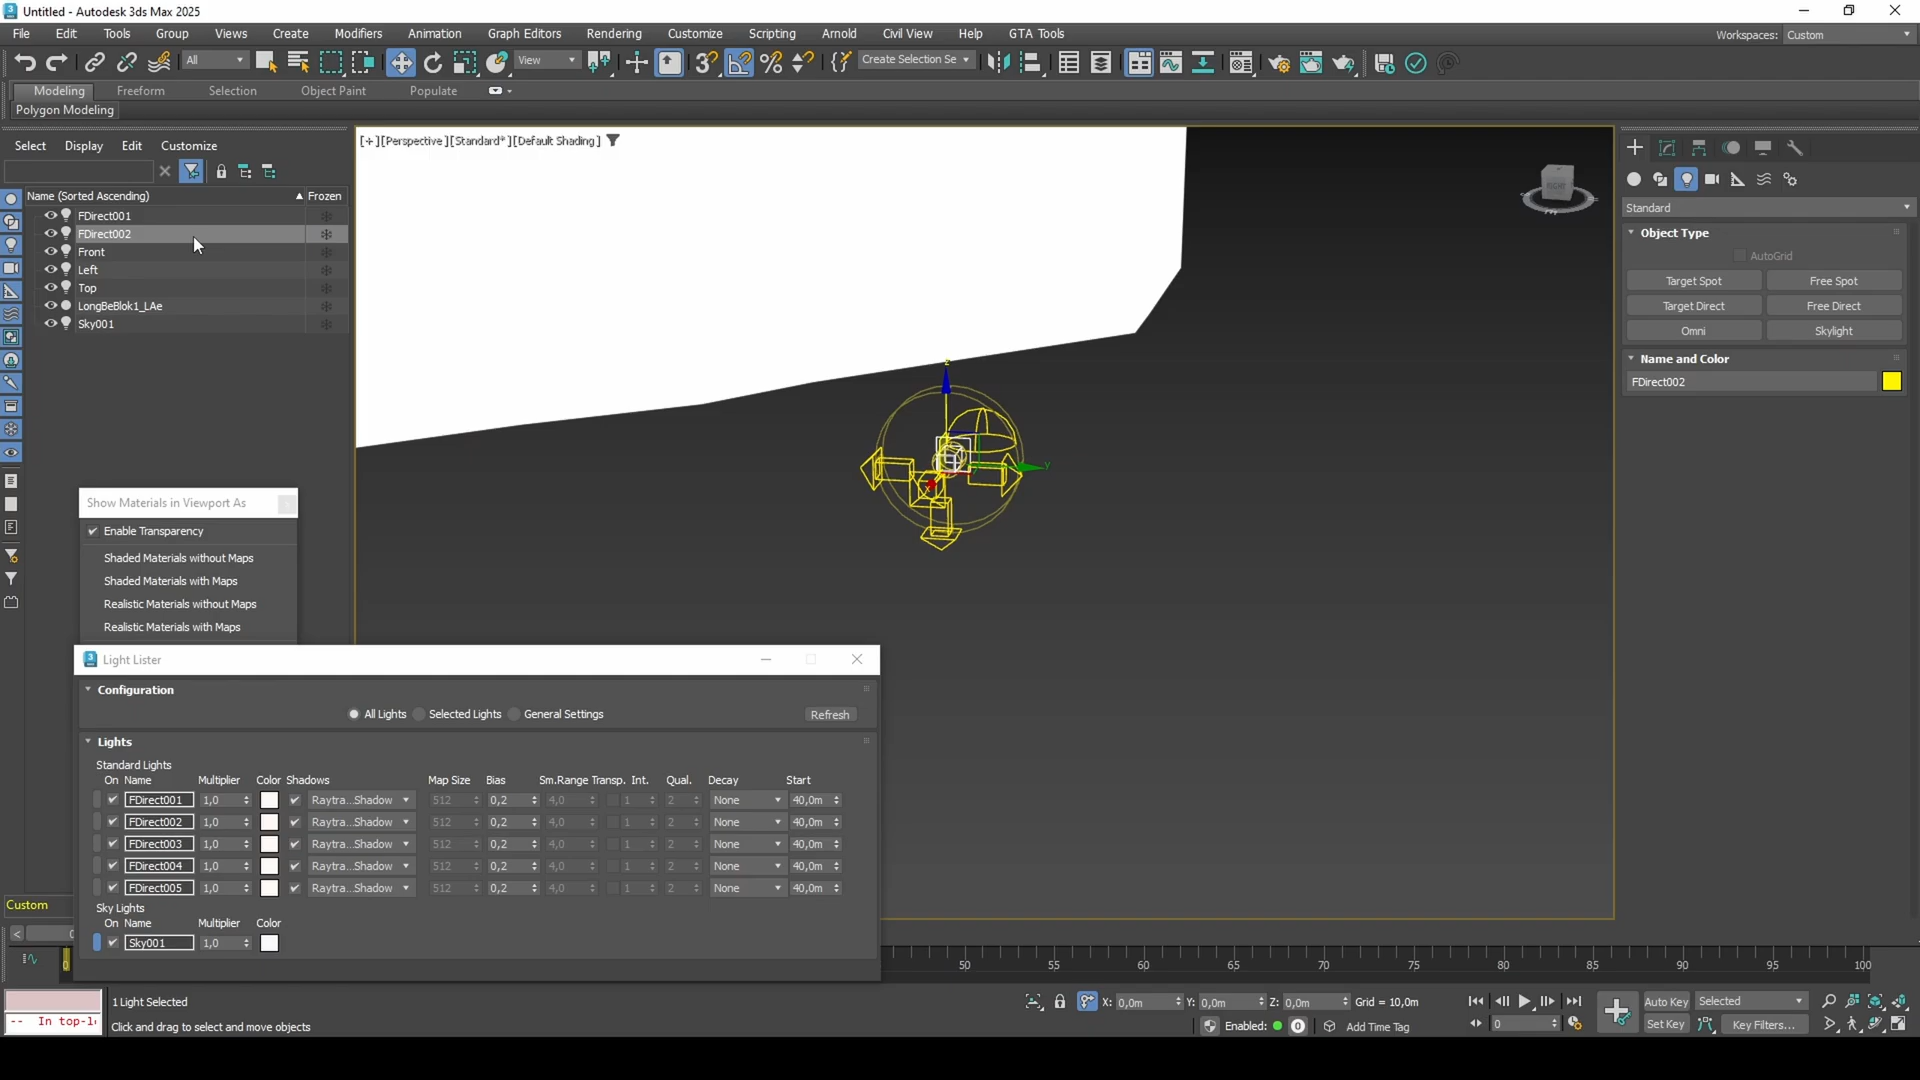 Untitled - Autodesk 3ds Max 2025
File Edit Tools Group Views Create Modifiers Animation Graph Editors Rendering Customize Scripting Arnold Civil View Help GTA Tools
Workspaces: Custom
All View Create Selection Se
Modeling Freeform Selection Object Paint Populate
Polygon Modeling
Select Display Edit Customize
[+][Perspective][Standard*][Default Shading]
Name (Sorted Ascending) Frozen
FDirect001
FDirect002
Front
Left
Top
LongBeBlok1_LAe
Sky001
Standard
Object Type
AutoGrid
Target Spot Free Spot
Target Direct Free Direct
Omni Skylight
Name and Color
FDirect002
z
y
x
Show Materials in Viewport As
Enable Transparency
Shaded Materials without Maps
Shaded Materials with Maps
Realistic Materials without Maps
Realistic Materials with Maps
Light Lister
Configuration
All Lights Selected Lights General Settings Refresh
Lights
Standard Lights
On Name Multiplier Color Shadows Map Size Bias Sm.Range Transp. Int. Qual. Decay Start
FDirect001 1,0 Raytra...Shadow 512 0,2 4,0 1 2 None 40,0m
FDirect002 1,0 Raytra...Shadow 512 0,2 4,0 1 2 None 40,0m
FDirect003 1,0 Raytra...Shadow 512 0,2 4,0 1 2 None 40,0m
FDirect004 1,0 Raytra...Shadow 512 0,2 4,0 1 2 None 40,0m
FDirect005 1,0 Raytra...Shadow 512 0,2 4,0 1 2 None 40,0m
Sky Lights
On Name Multiplier Color
Sky001 1,0
Custom
0
50 55 60 65 70 75 80 85 90 95 100
1 Light Selected
X: 0,0m Y: 0,0m Z: 0,0m Grid = 10,0m
Auto Key Selected
-- In top-l
Click and drag to select and move objects
Enabled: 0 Add Time Tag
0
Set Key Key Filters...